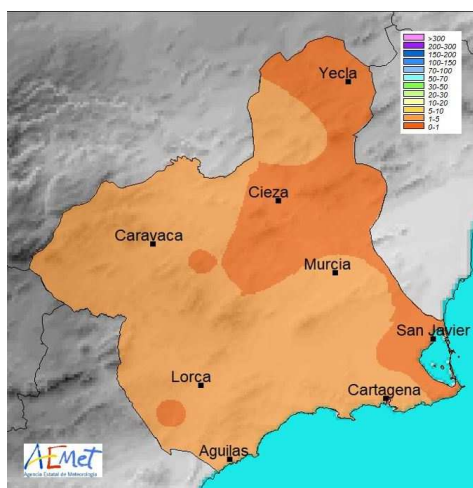 >300
200-300
150-200
100-150
70-100
50-70
30-50
20-30
10-20
5-10
1-5
0-1
Yecla
Cieza
Caravaca
Murcia
San Javier
Lorca
Cartagena
Aguilas
AEmet
Agencia Estatal de Meteorología